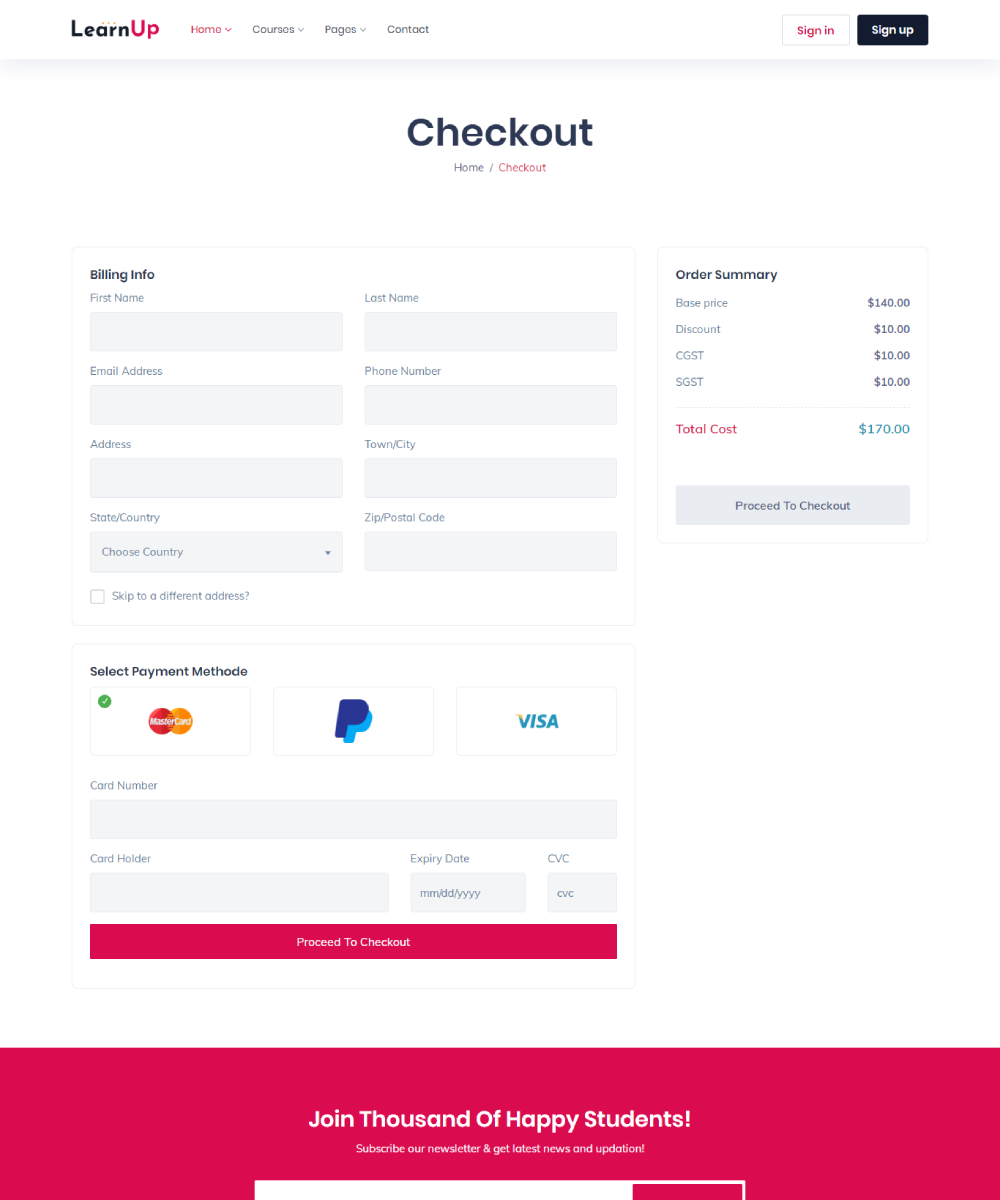 LearnUp Home Courses Pages Contact Sign in Sign up
Checkout
Home / Checkout
Billing Info
First Name Last Name
Email Address Phone Number
Address Town/City
State/Country Zip/Postal Code
Choose Country
Skip to a different address?
Order Summary
Base price $140.00
Discount $10.00
CGST $10.00
SGST $10.00
Total Cost $170.00
Proceed To Checkout
Select Payment Methode
MasterCard VISA
Card Number
Card Holder Expiry Date CVC
mm/dd/yyyy cvc
Proceed To Checkout
Join Thousand Of Happy Students!
Subscribe our newsletter & get latest news and updation!